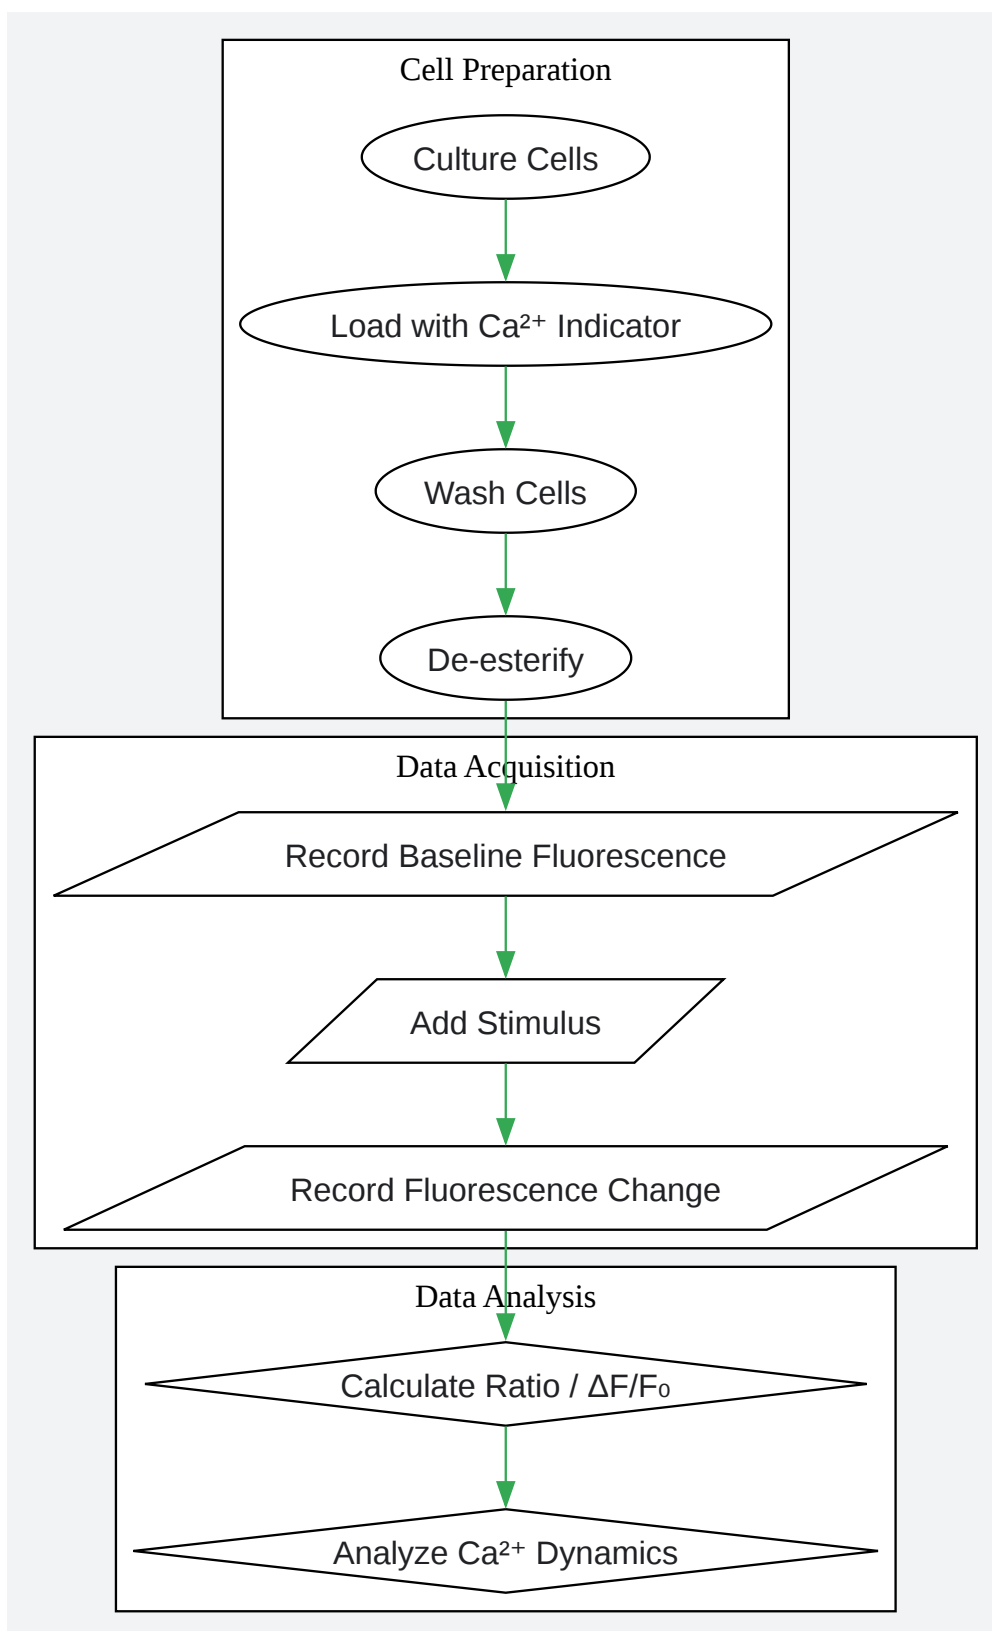 Cell Preparation
Culture Cells
Load with Ca²⁺ Indicator
Wash Cells
De-esterify
Data Acquisition
Record Baseline Fluorescence
Add Stimulus
Record Fluorescence Change
Data Analysis
Calculate Ratio / ΔF/F₀
Analyze Ca²⁺ Dynamics